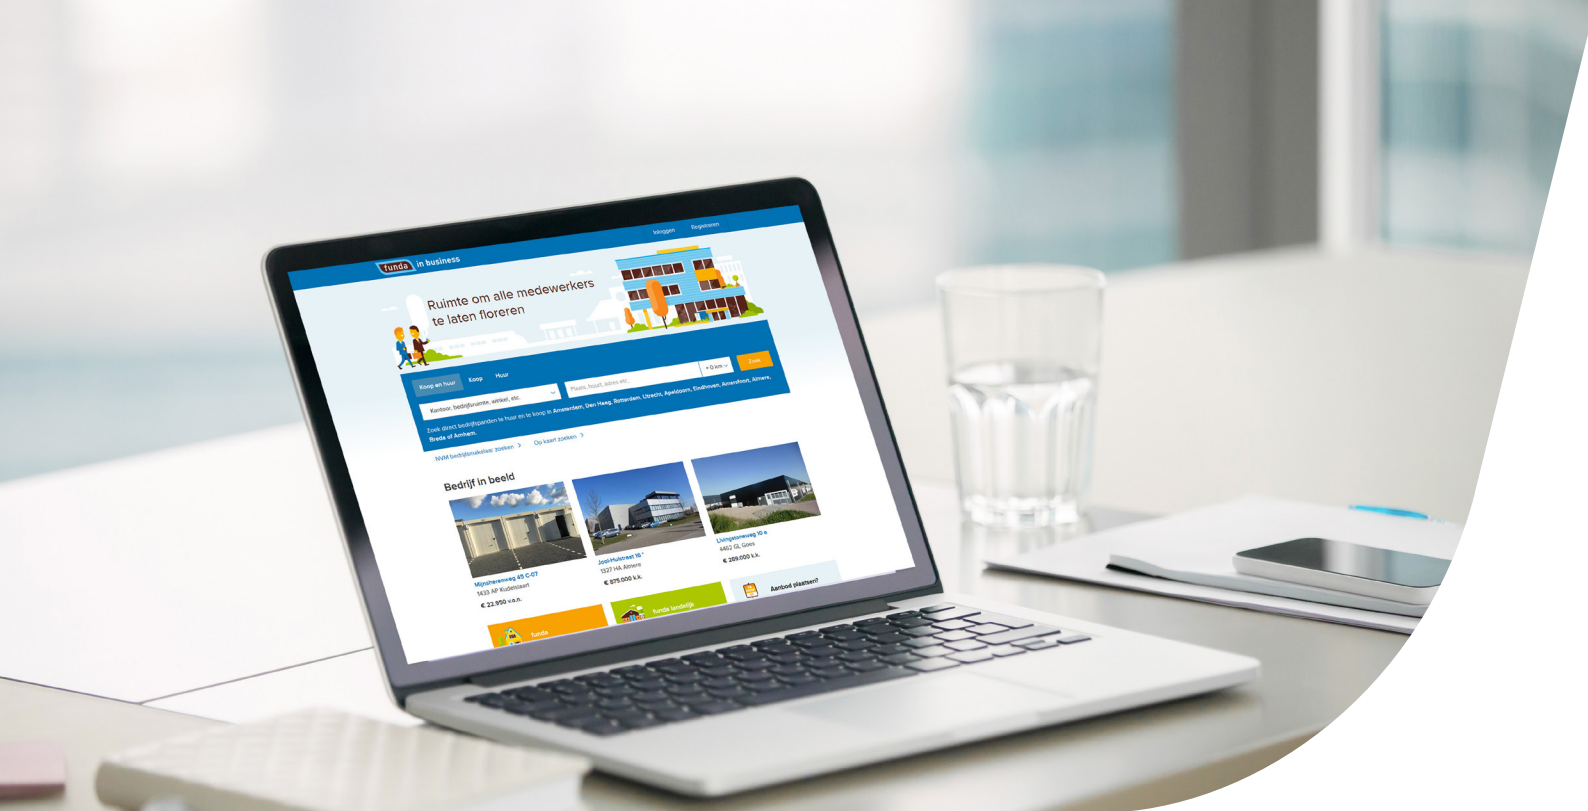 Inloggen Registreren
funda in business
Ruimte om alle medewerkers
te laten floreren
Koop en huur Koop Huur
Kantoor, bedrijfsruimte, winkel, etc.
Plaats, buurt, adres etc.
+ 0 km
Zoek
Zoek direct bedrijfspanden te huur en te koop in Amsterdam, Den Haag, Rotterdam, Utrecht, Apeldoorn, Eindhoven, Amersfoort, Almere,
Breda of Arnhem.
NVM bedrijfsmakelaar zoeken > Op kaart zoeken >
Bedrijf in beeld
Mijnsherenweg 45 C-07
1433 AP Kudelstaart
€ 22.950 v.o.n.
Jool-Hulstraat 16 *
1327 HA Almere
€ 875.000 k.k.
Livingstoneweg 10 e
4462 GL Goes
€ 269.000 k.k.
funda
funda landelijk
Aanbod plaatsen?